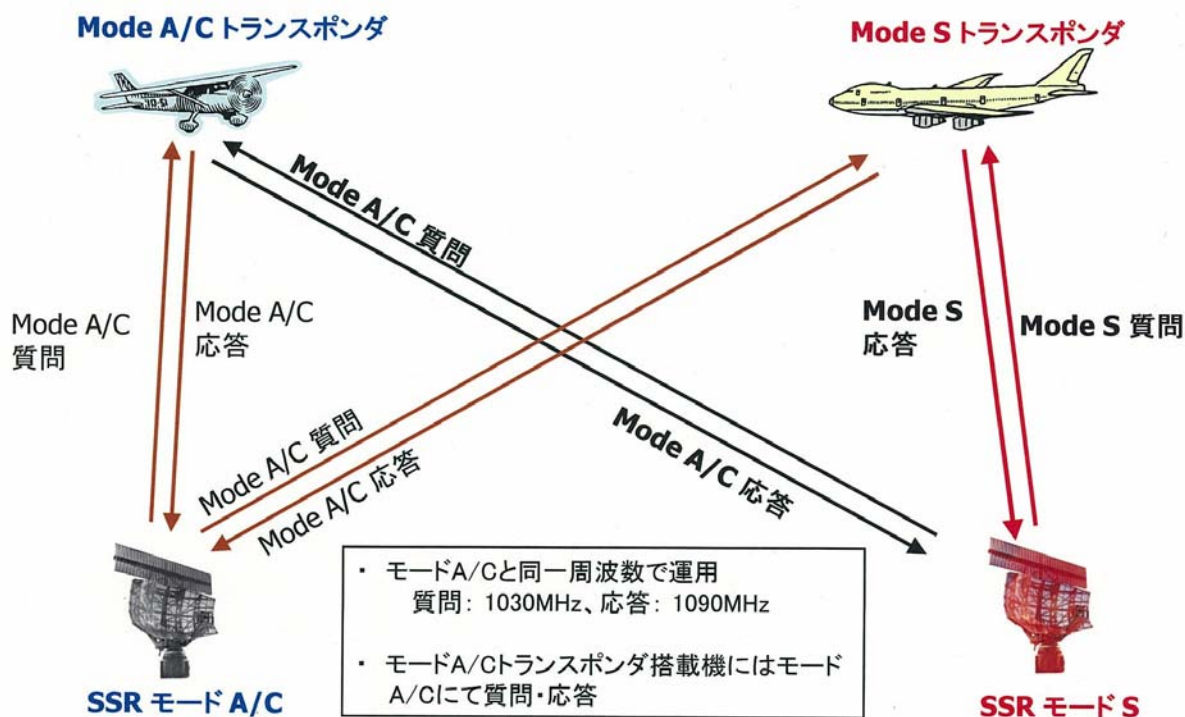 Mode A/C トランスポンダ
Mode S トランスポンダ
Mode A/C 質問
Mode A/C
質問
Mode A/C
応答
Mode S
応答
Mode S 質問
Mode A/C 質問
Mode A/C 応答
Mode A/C 応答
・ モードA/Cと同一周波数で運用
質問: 1030MHz、応答: 1090MHz
・ モードA/Cトランスポンダ搭載機にはモード
A/Cにて質問・応答
SSR モード A/C
SSR モード S